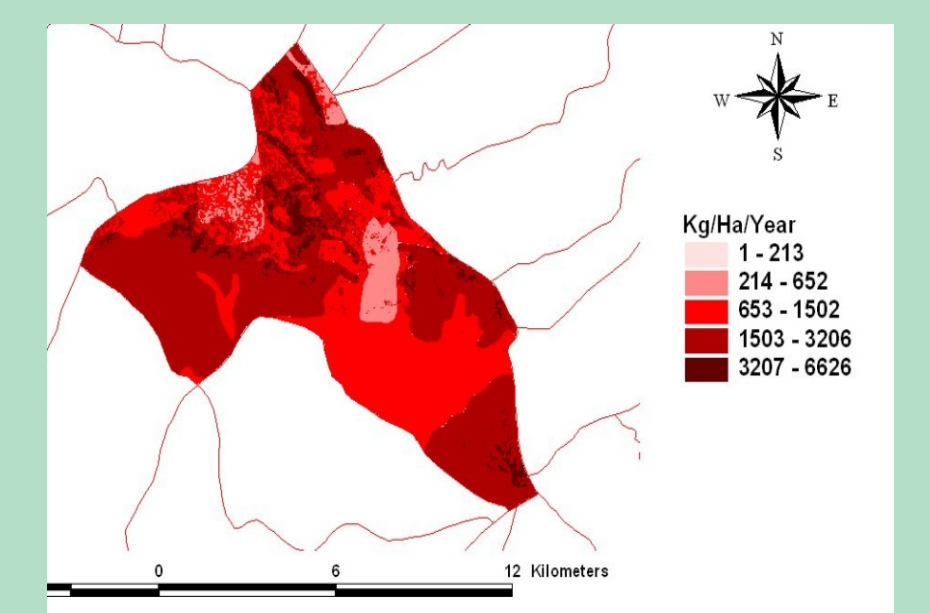 N
W E
S
Kg/Ha/Year
1 - 213
214 - 652
653 - 1502
1503 - 3206
3207 - 6626
0 6 12 Kilometers